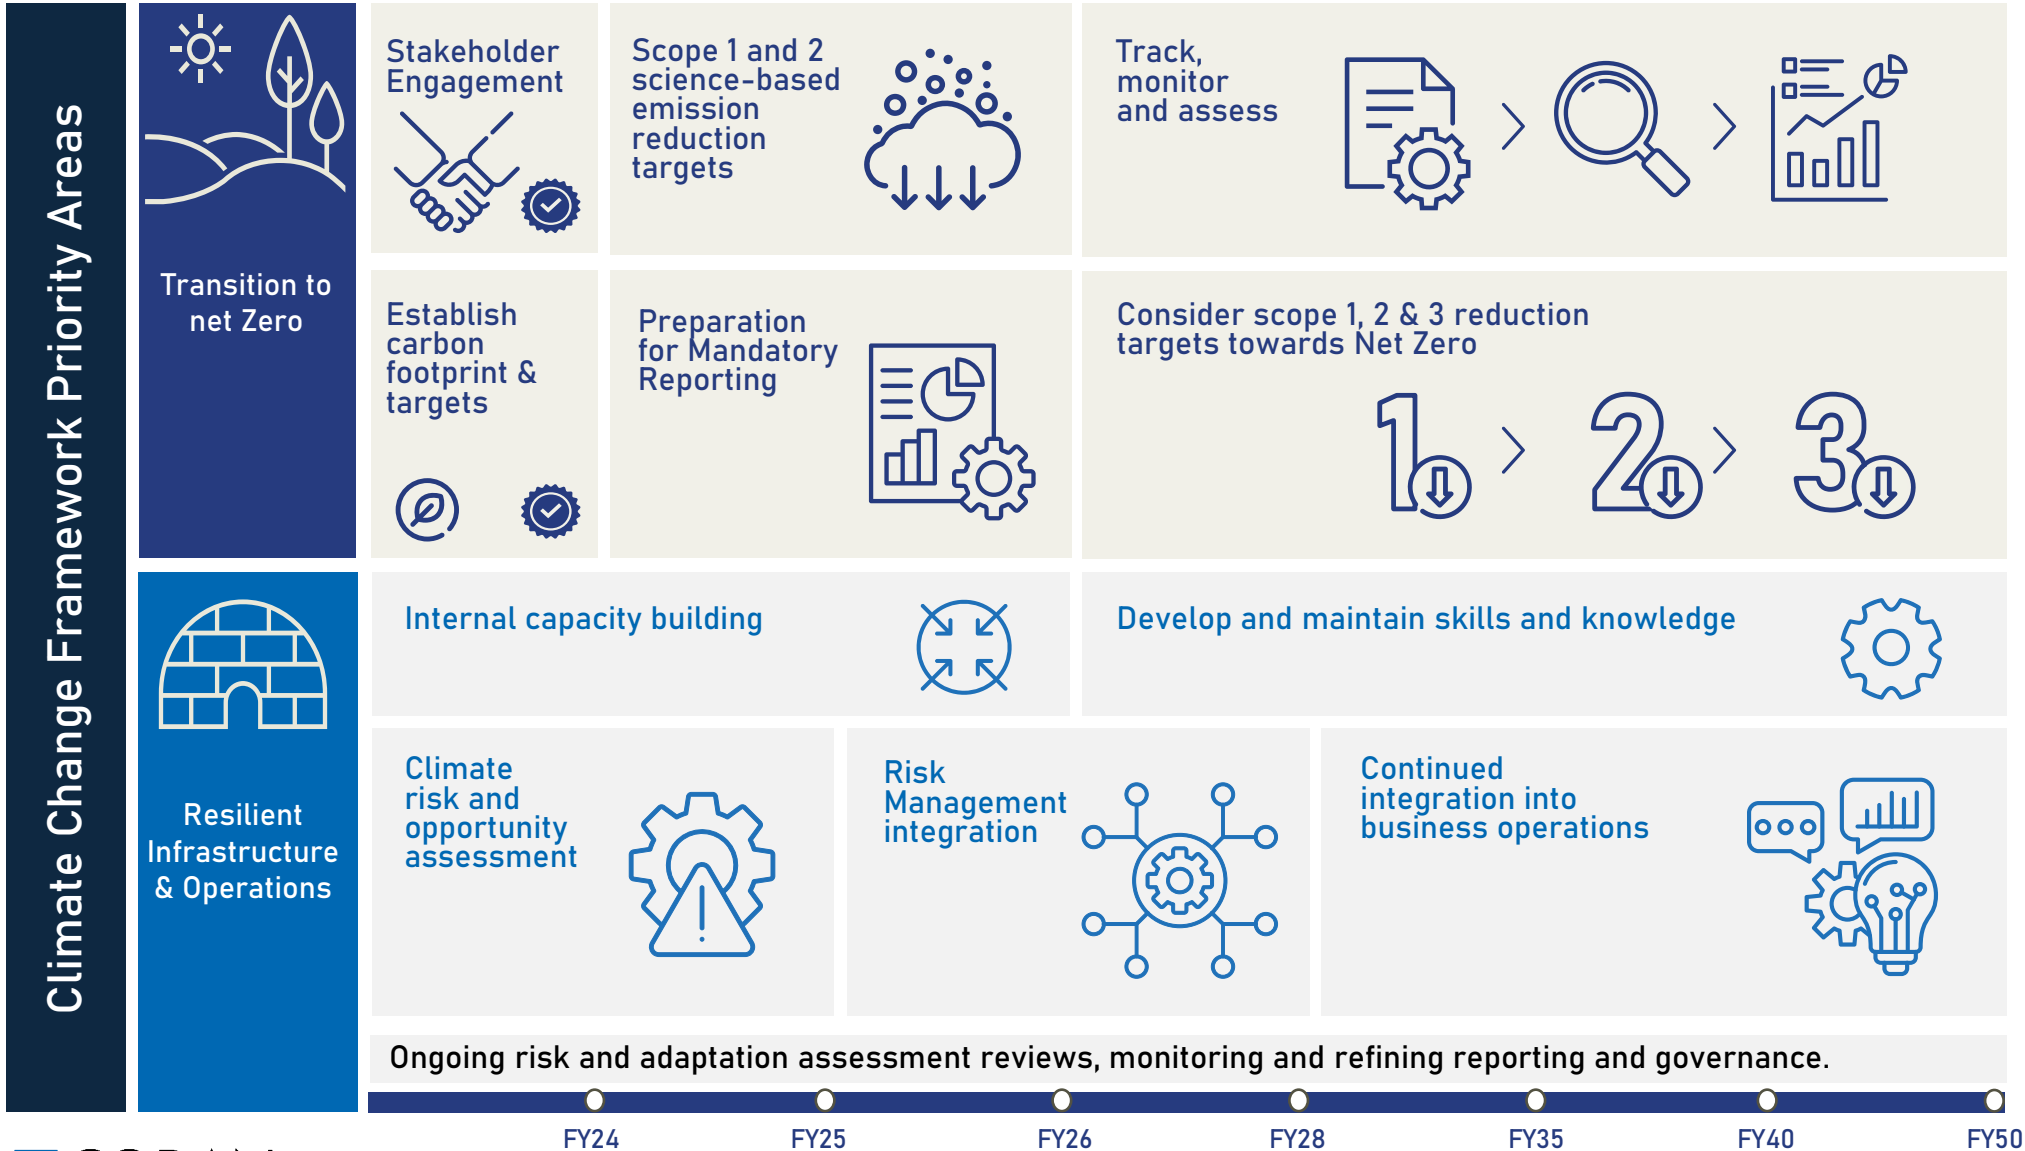 Climate Change Framework Priority Areas
Transition to
net Zero
Stakeholder
Engagement
Scope 1 and 2
science-based
emission
reduction
targets
Track,
monitor
and assess
Establish
carbon
footprint &
targets
Preparation
for Mandatory
Reporting
Consider scope 1, 2 & 3 reduction
targets towards Net Zero
1
2
3
Resilient
Infrastructure
& Operations
Internal capacity building
Develop and maintain skills and knowledge
Climate
risk and
opportunity
assessment
Risk
Management
integration
Continued
integration into
business operations
Ongoing risk and adaptation assessment reviews, monitoring and refining reporting and governance.
FY24
FY25
FY26
FY28
FY35
FY40
FY50